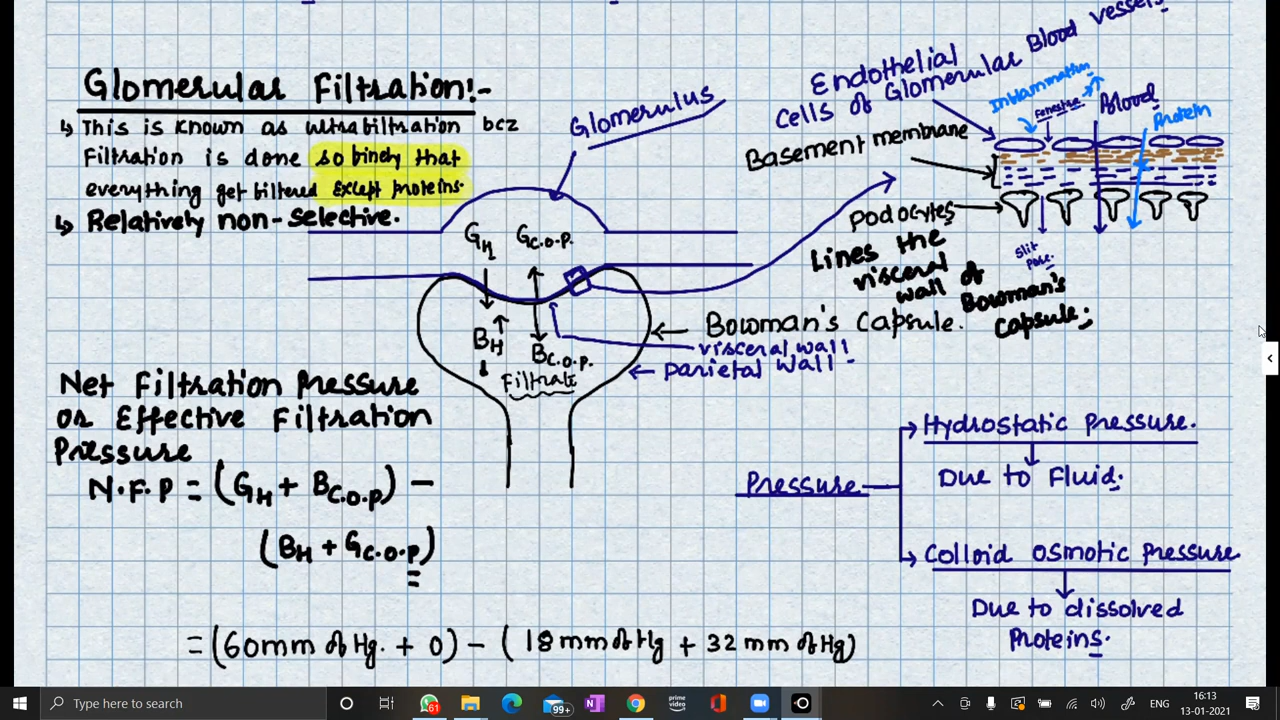 Glomerular Filtration:-
↳ This is known as ultrafiltration bcz
Filtration is done so finely that
everything get filtered except proteins.
↳ Relatively non-selective.
Glomerulus
GH
GC.O.P.
BH
BC.O.P.
Filtrate
Bowman's Capsule.
visceral wall
parietal wall
Endothelial
cells of Glomerular Blood vessels
Inflammation
Fenestra
Blood
Protein
Basement membrane
podocytes
slit
pore.
Lines the
visceral
wall of
Bowman's
capsule;
Net Filtration Pressure
or Effective Filtration
Pressure
N.F.P = (GH + BC.O.P) -
(BH + GC.O.P)
= (60mm of Hg. + 0) - (18mm of Hg + 32 mm of Hg)
Pressure
Hydrostatic pressure.
Due to Fluid.
Colloid osmotic pressure
Due to dissolved
Proteins.
Type here to search
61
99+
prime
video
ENG
16:13
13-01-2021